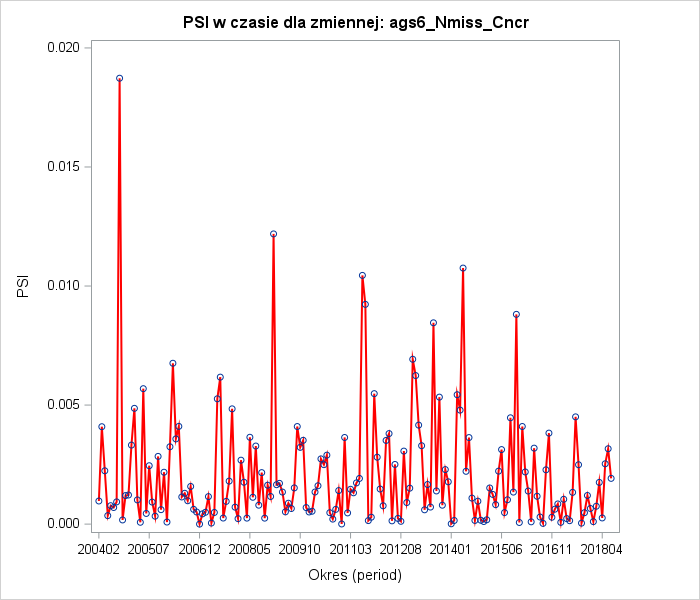 PSI w czasie dla zmiennej: ags6_Nmiss_Cncr
0.020
0.015
0.010
0.005
0.000
PSI
200402 200507 200612 200805 200910 201103 201208 201401 201506 201611 201804
Okres (period)